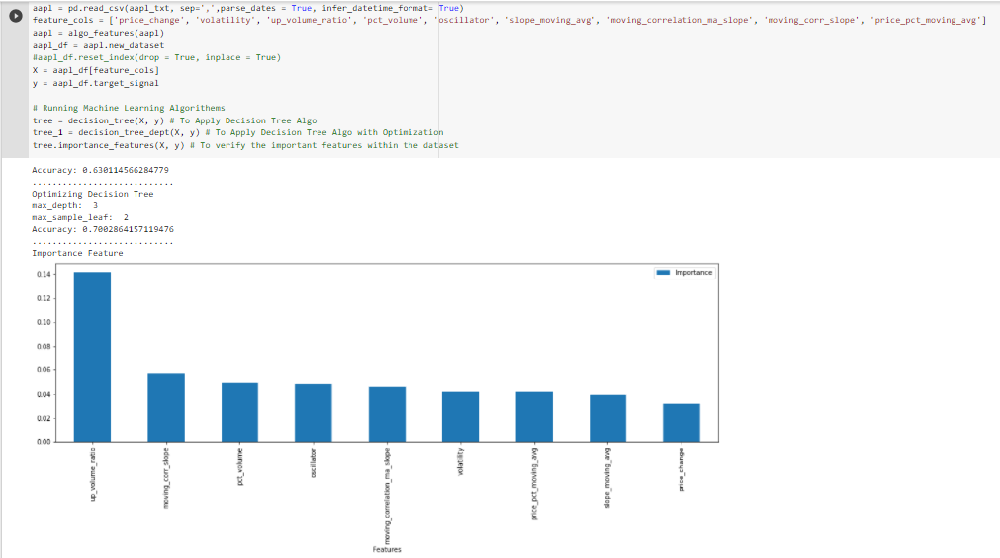 aapl = pd.read_csv(aapl_txt, sep=',',parse_dates = True, infer_datetime_format= True)
feature_cols = ['price_change', 'volatility', 'up_volume_ratio', 'pct_volume', 'oscillator', 'slope_moving_avg', 'moving_correlation_ma_slope', 'moving_corr_slope', 'price_pct_moving_avg']
aapl = algo_features(aapl)
aapl_df = aapl.new_dataset
#aapl_df.reset_index(drop = True, inplace = True)
X = aapl_df[feature_cols]
y = aapl_df.target_signal
# Running Machine Learning Algorithems
tree = decision_tree(X, y) # To Apply Decision Tree Algo
tree_1 = decision_tree_dept(X, y) # To Apply Decision Tree Algo with Optimization
tree.importance_features(X, y) # To verify the important features within the dataset
Accuracy: 0.630114566284779
............................
Optimizing Decision Tree
max_depth:  3
max_sample_leaf:  2
Accuracy: 0.7002864157119476
............................
Importance Feature
Importance
0.14
0.12
0.10
0.08
0.06
0.04
0.02
0.00
up_volume_ratio
moving_corr_slope
pct_volume
oscillator
moving_correlation_ma_slope
volatility
price_pct_moving_avg
slope_moving_avg
price_change
Features